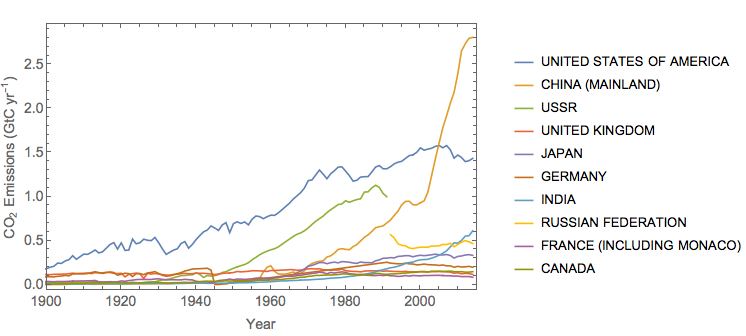 CO2 Emissions (GtC yr-1)
2.5
2.0
1.5
1.0
0.5
0.0
1900 1920 1940 1960 1980 2000
Year
UNITED STATES OF AMERICA
CHINA (MAINLAND)
USSR
UNITED KINGDOM
JAPAN
GERMANY
INDIA
RUSSIAN FEDERATION
FRANCE (INCLUDING MONACO)
CANADA